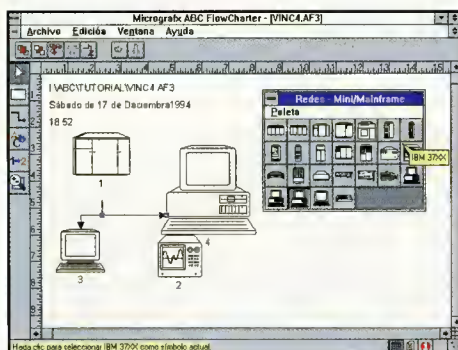 Micrografx ABC FlowCharter - [VINC4.AF3]
Archivo Edición Ventana Ayuda
I:\ABC\TUTORIAL\VINC4.AF3
Sábado de 17 de Daciembra1994
18:52
Redes - Mini/Mainframe
Paleta
IBM 37XX
1
4
3
2
Haga clic para seleccionar IBM 37XX como símbolo actual.